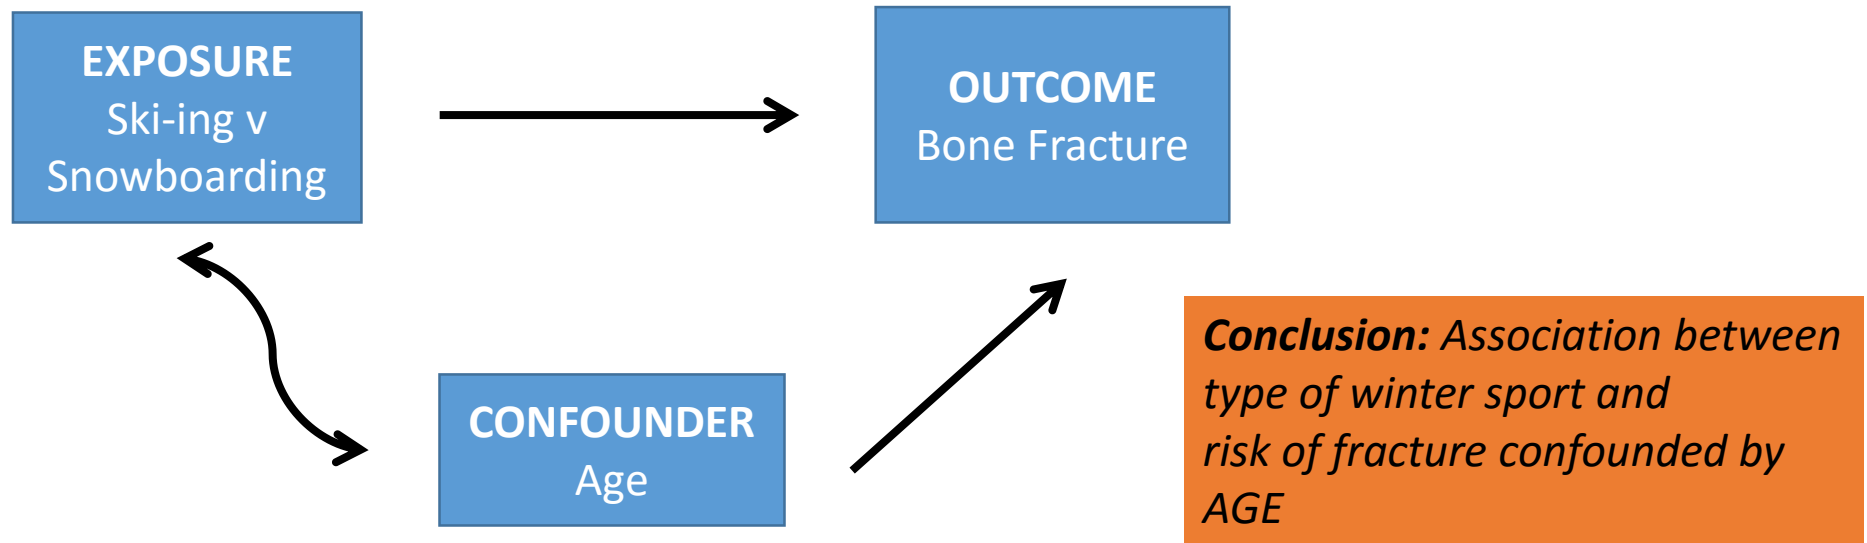 EXPOSURE
Ski-ing v
Snowboarding
OUTCOME
Bone Fracture
CONFOUNDER
Age
Conclusion: Association between
type of winter sport and
risk of fracture confounded by
AGE